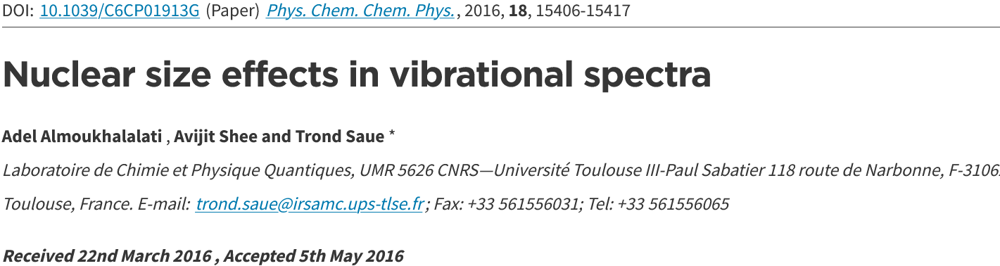 DOI: 10.1039/C6CP01913G (Paper) Phys. Chem. Chem. Phys., 2016, 18, 15406-15417
Nuclear size effects in vibrational spectra
Adel Almoukhalalati , Avijit Shee and Trond Saue *
Laboratoire de Chimie et Physique Quantiques, UMR 5626 CNRS—Université Toulouse III-Paul Sabatier 118 route de Narbonne,
Toulouse, France. E-mail: trond.saue@irsamc.ups-tlse.fr; Fax: +33 561556031; Tel: +33 561556065
Received 22nd March 2016 , Accepted 5th May 2016